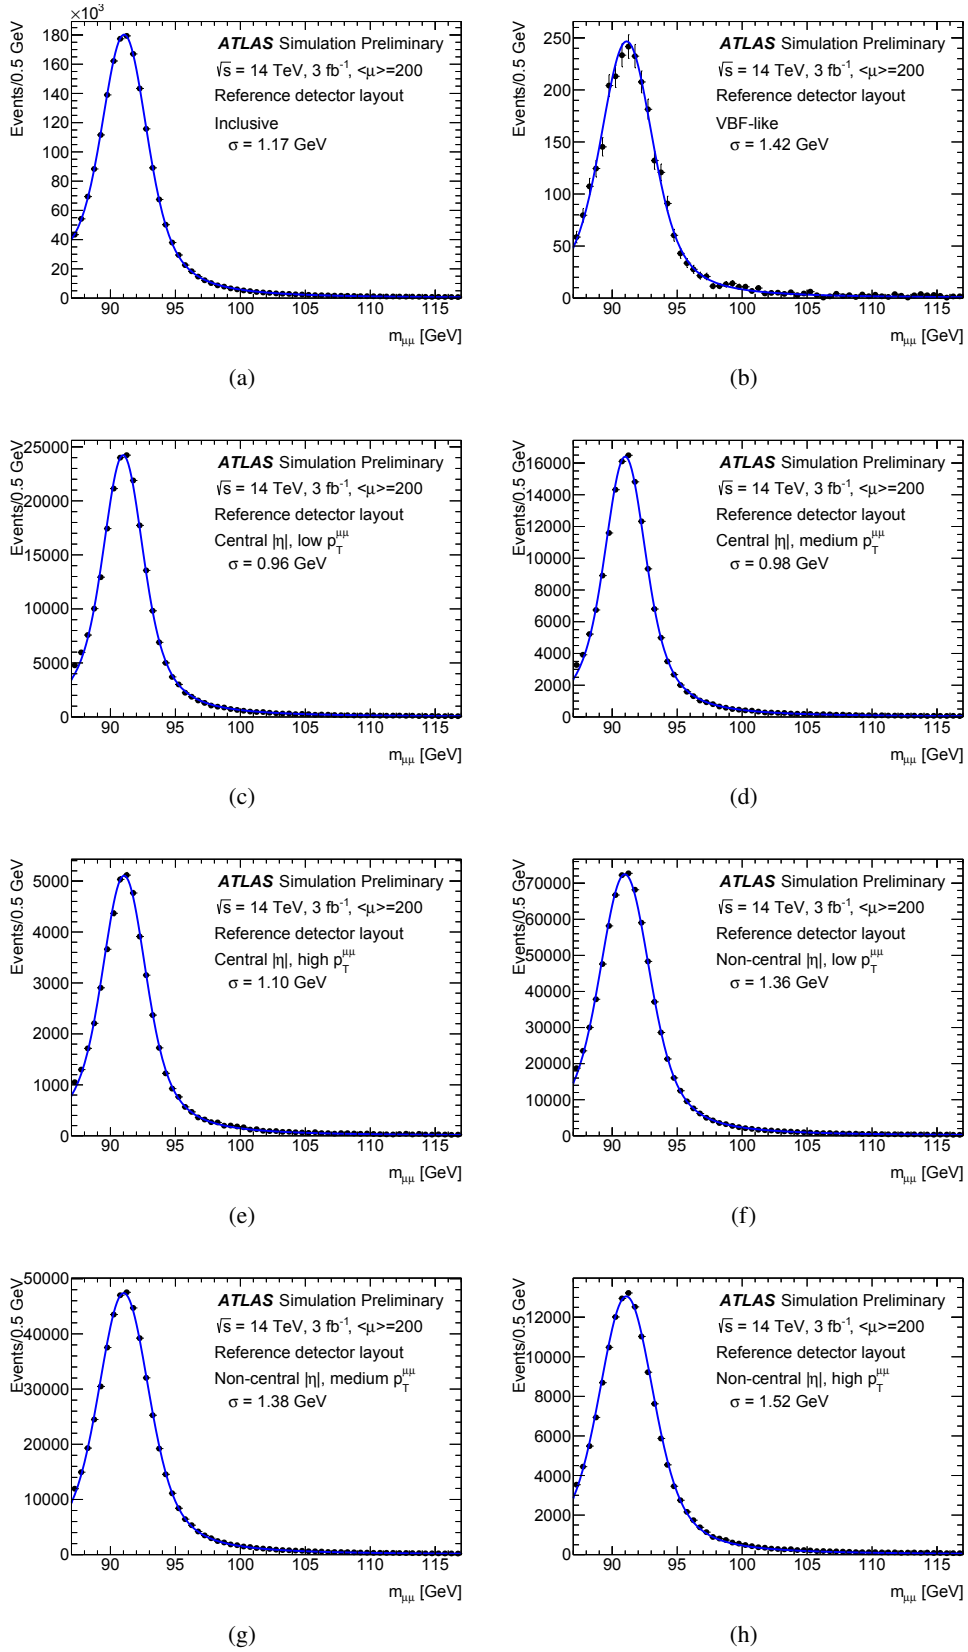 ×10³
Events/0.5 GeV
180
160
140
120
100
80
60
40
20
0
ATLAS Simulation Preliminary
√s = 14 TeV, 3 fb⁻¹, <μ>=200
Reference detector layout
Inclusive
σ = 1.17 GeV
90 95 100 105 110 115
m_μμ [GeV]
(a)
Events/0.5 GeV
250
200
150
100
50
0
ATLAS Simulation Preliminary
√s = 14 TeV, 3 fb⁻¹, <μ>=200
Reference detector layout
VBF-like
σ = 1.42 GeV
90 95 100 105 110 115
m_μμ [GeV]
(b)
Events/0.5 GeV
25000
20000
15000
10000
5000
0
ATLAS Simulation Preliminary
√s = 14 TeV, 3 fb⁻¹, <μ>=200
Reference detector layout
Central |η|, low p_T^μμ
σ = 0.96 GeV
90 95 100 105 110 115
m_μμ [GeV]
(c)
Events/0.5 GeV
16000
14000
12000
10000
8000
6000
4000
2000
0
ATLAS Simulation Preliminary
√s = 14 TeV, 3 fb⁻¹, <μ>=200
Reference detector layout
Central |η|, medium p_T^μμ
σ = 0.98 GeV
90 95 100 105 110 115
m_μμ [GeV]
(d)
Events/0.5 GeV
5000
4000
3000
2000
1000
0
ATLAS Simulation Preliminary
√s = 14 TeV, 3 fb⁻¹, <μ>=200
Reference detector layout
Central |η|, high p_T^μμ
σ = 1.10 GeV
90 95 100 105 110 115
m_μμ [GeV]
(e)
Events/0.5 GeV
70000
60000
50000
40000
30000
20000
10000
0
ATLAS Simulation Preliminary
√s = 14 TeV, 3 fb⁻¹, <μ>=200
Reference detector layout
Non-central |η|, low p_T^μμ
σ = 1.36 GeV
90 95 100 105 110 115
m_μμ [GeV]
(f)
Events/0.5 GeV
50000
40000
30000
20000
10000
0
ATLAS Simulation Preliminary
√s = 14 TeV, 3 fb⁻¹, <μ>=200
Reference detector layout
Non-central |η|, medium p_T^μμ
σ = 1.38 GeV
90 95 100 105 110 115
m_μμ [GeV]
(g)
Events/0.5 GeV
12000
10000
8000
6000
4000
2000
0
ATLAS Simulation Preliminary
√s = 14 TeV, 3 fb⁻¹, <μ>=200
Reference detector layout
Non-central |η|, high p_T^μμ
σ = 1.52 GeV
90 95 100 105 110 115
m_μμ [GeV]
(h)